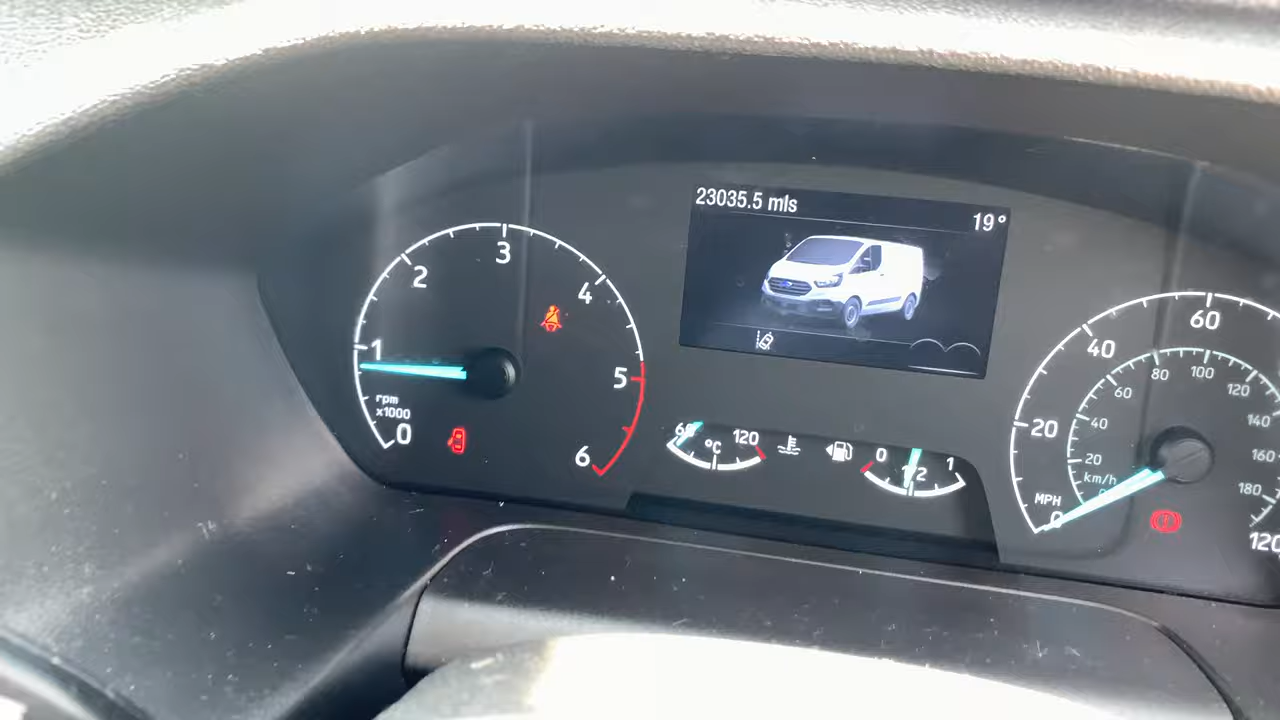 23035.5 mls
19°
0 1 2 3 4 5 6
rpm
x1000
60 °C 120
0 1/2 1
0 20 40 60 120
MPH
20 40 60 80 100 120 140 160 180
km/h